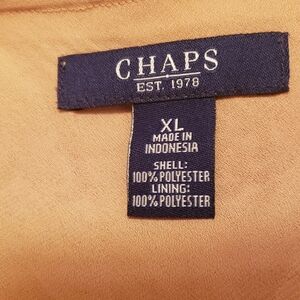 CHAPS
EST. 1978
XL
MADE IN
INDONESIA
SHELL:
100% POLYESTER
LINING:
100% POLYESTER